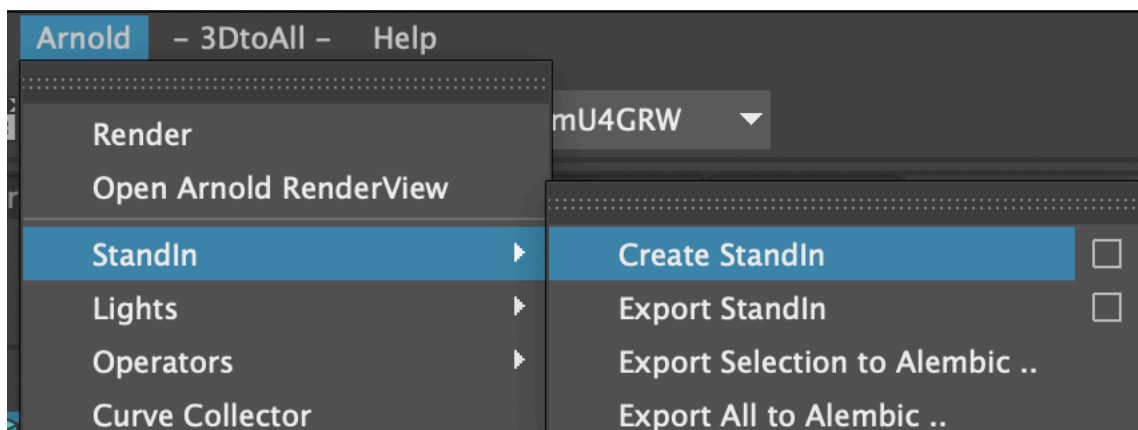 Arnold – 3DtoAll – Help
mU4GRW
Render
Open Arnold RenderView
StandIn
Create StandIn
Lights
Export StandIn
Operators
Export Selection to Alembic ..
Curve Collector
Export All to Alembic ..